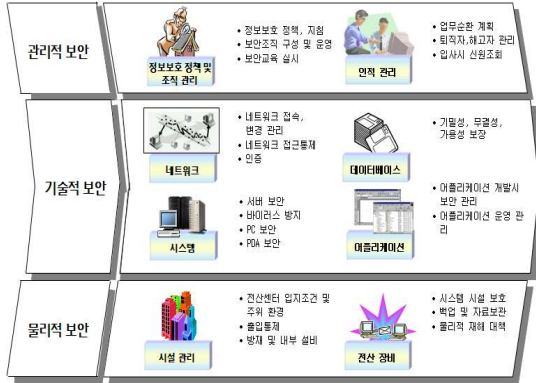 관리적 보안
정보보호 정책 및
조직 관리
• 정보보호 정책, 지침
• 보안조직 구성 및 운영
• 보안교육 실시
인적 관리
• 업무순환 계획
• 퇴직자,해고자 관리
• 입사시 신원조회
기술적 보안
네트워크
• 네트워크 접속,
변경 관리
• 네트워크 접근통제
• 인증
데이터베이스
• 기밀성, 무결성,
가용성 보장
시스템
• 서버 보안
• 바이러스 방지
• PC 보안
• PDA 보안
어플리케이션
• 어플리케이션 개발시
보안 관리
• 어플리케이션 운영 관
리
물리적 보안
시설 관리
• 전산센터 입지조건 및
주위 환경
• 출입통제
• 방재 및 내부 설비
전산 장비
• 시스템 시설 보호
• 백업 및 자료보관
• 물리적 재해 대책